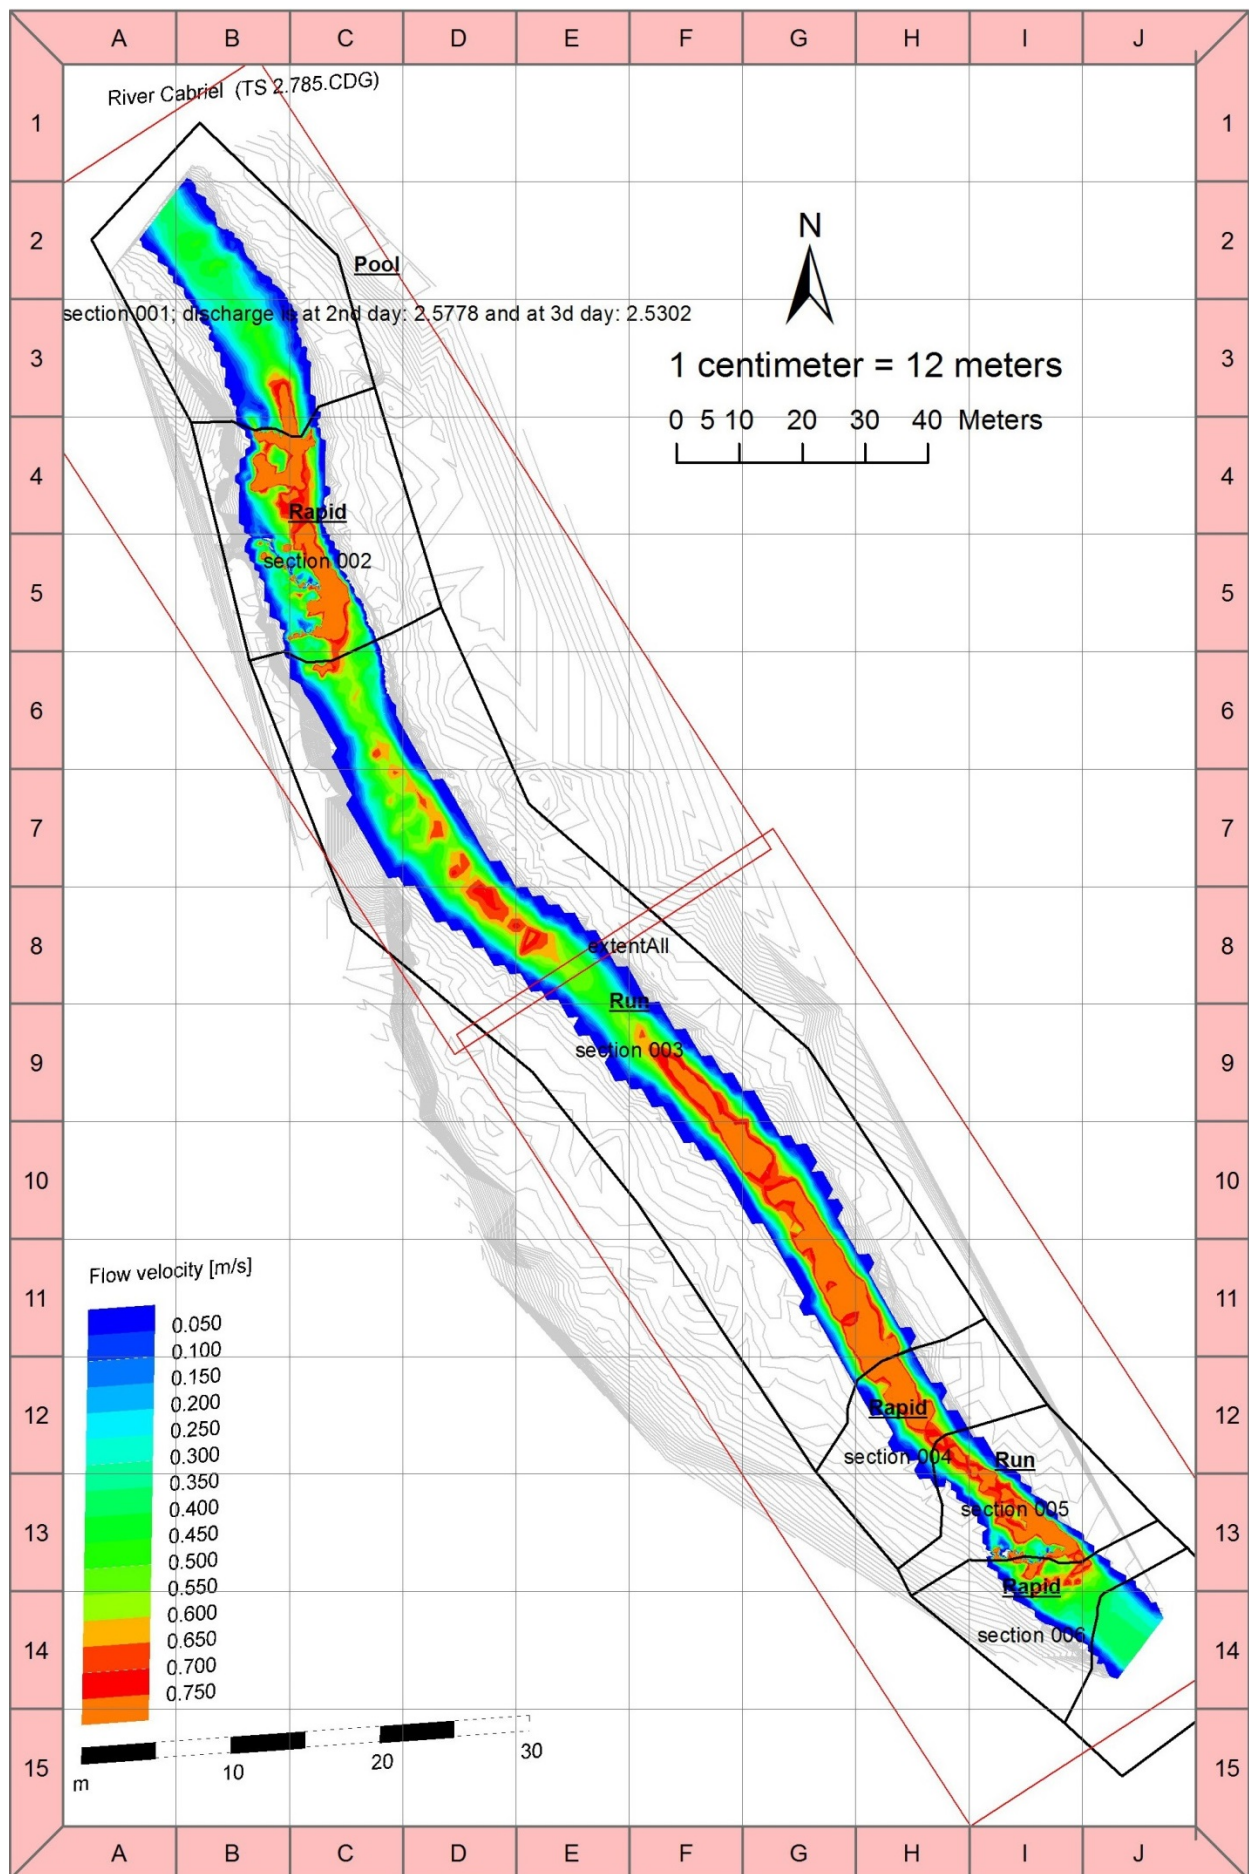 A B C D E F G H I J
River Cabriel (TS 2.785.CDG)
1 1
N
2 2
Pool
section 001; discharge is at 2nd day: 2.5778 and at 3d day: 2.5302
3 3
1 centimeter = 12 meters
0 5 10 20 30 40 Meters
4 4
Rapid
section 002
5 5
6 6
7 7
8 8
extentAll
Run
section 003
9 9
10 10
Flow velocity [m/s]
11 11
0.050
0.100
0.150
0.200
0.250
0.300
0.350
0.400
0.450
0.500
0.550
0.600
0.650
0.700
0.750
12 12
Rapid
section 004
Run
section 005
13 13
Rapid
section 006
14 14
m 10 20 30
15 15
A B C D E F G H I J